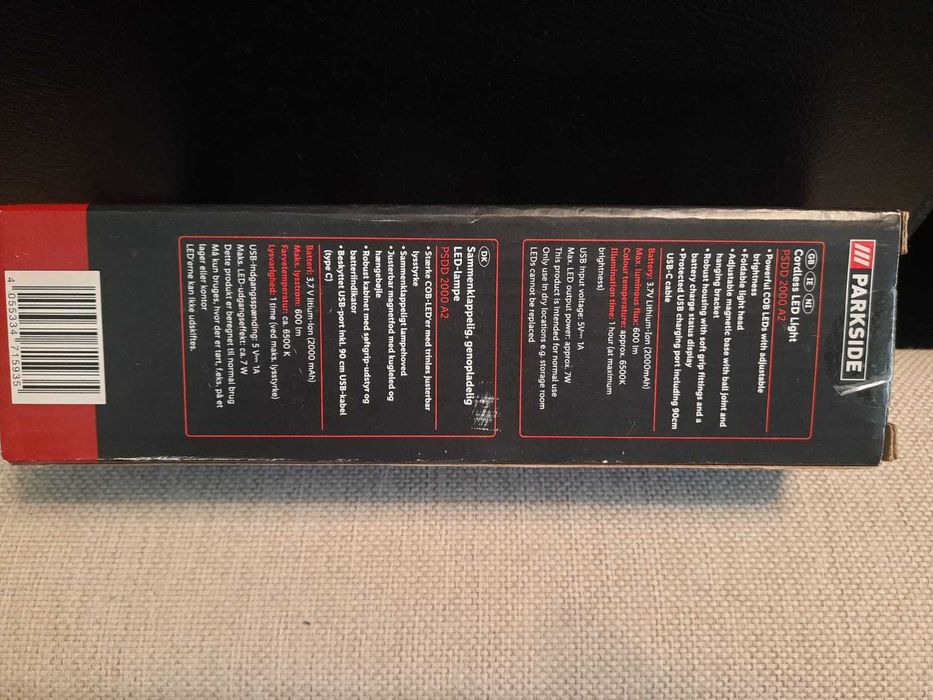 PARKSIDE
GB IE NI
Cordless LED Light
PSDD 2000 A2
• Powerful COB LEDs with adjustable
brightness
• Foldable light head
• Adjustable magnetic base with ball joint and
hanging bracket
• Robust housing with soft grip fittings and a
battery charge status display
• Protected USB charging port including 90cm
USB-C cable
Battery: 3.7V Lithium-Ion (2000mAh)
Max. luminous flux: 600 lm
Colour temperature: approx. 6500K
Illumination time: 1 hour (at maximum
brightness)
USB input voltage: 5V⎓ 1A
Max. LED output power: approx. 7W
This product is intended for normal use
Only use in dry locations e.g. storage room
LEDs cannot be replaced
DK
Sammenklappelig, genopladelig
LED-lampe
PSDD 2000 A2
• Stærke COB-LED'er med trinløs justerbar
lysstyrke
• Sammenklappeligt lampehoved
• Justerbar magnetfod med kugleled og
hængebøjle
• Robust kabinet med softgrip-udstyr og
batteriindikator
• Beskyttet USB-port inkl. 90 cm USB-kabel
(type C)
Batteri: 3,7 V litium-ion (2000 mAh)
Maks. lysstrøm: 600 lm
Farvetemperatur: ca. 6500 K
Lysvarighed: 1 time (ved maks. lysstyrke)
USB-indgangsspænding: 5 V⎓ 1A
Maks. LED-udgangseffekt: ca. 7 W
Dette produkt er beregnet til normal brug
Må kun bruges, hvor der er tørt, f.eks. på et
lager eller kontor
LED'erne kan ikke udskiftes.
4 055334 715935